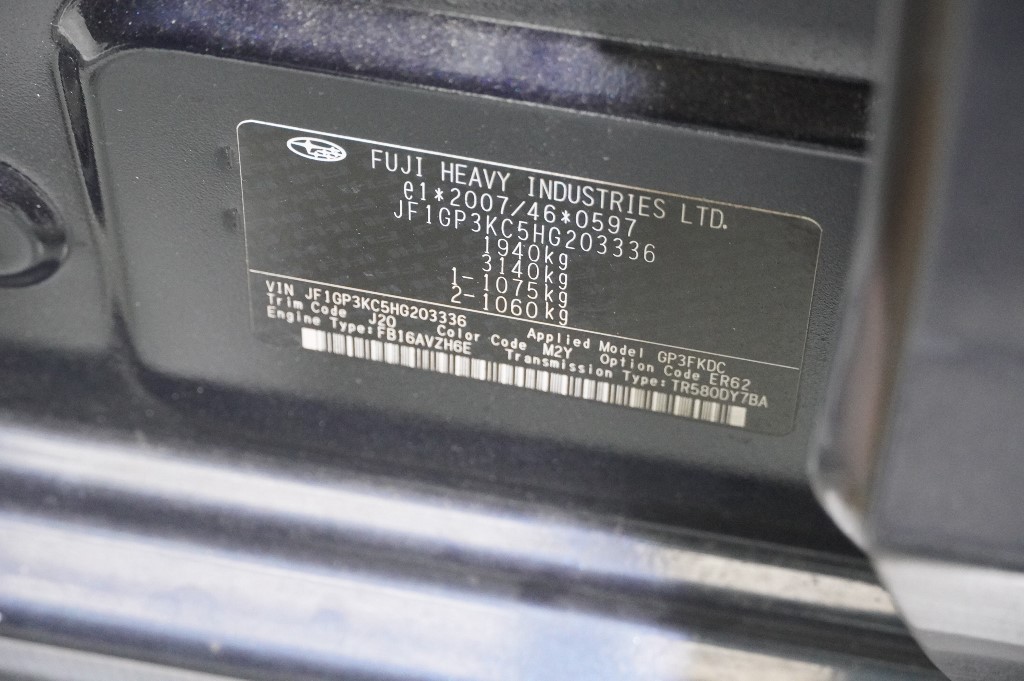 FUJI HEAVY INDUSTRIES LTD.
e1*2007/46*0597
JF1GP3KC5HG203336
1940kg
3140kg
1-1075kg
2-1060kg
VIN JF1GP3KC5HG203336 Applied Model GP3FKDC
Trim Code J20 Color Code M2Y Option Code ER62
Engine Type:FB16AVZH6E Transmission Type:TR580DY7BA